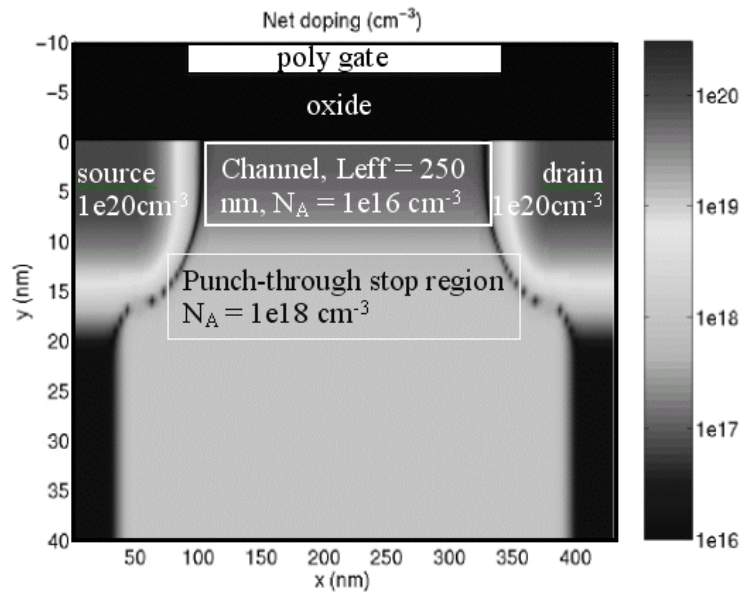 Net doping (cm⁻³)
poly gate
oxide
source
1e20cm⁻³
Channel, Leff = 250
nm, N_A = 1e16 cm⁻³
drain
1e20cm⁻³
Punch-through stop region
N_A = 1e18 cm⁻³
y (nm)
−10
−5
0
5
10
15
20
25
30
35
40
50
100
150
200
250
300
350
400
x (nm)
1e20
1e19
1e18
1e17
1e16